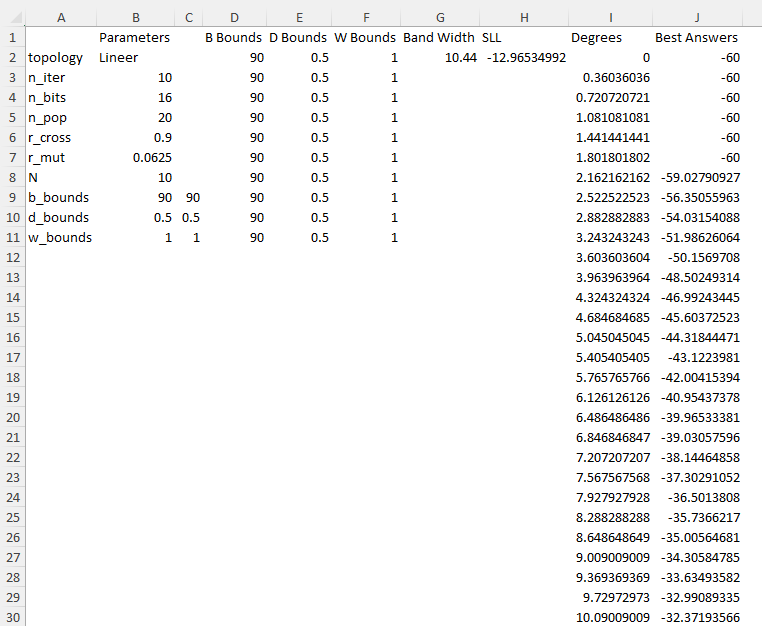 A B C D E F G H I J
1 Parameters B Bounds D Bounds W Bounds Band Width SLL Degrees Best Answers
2 topology Lineer 90 0.5 1 10.44 -12.96534992 0 -60
3 n_iter 10 90 0.5 1 0.36036036 -60
4 n_bits 16 90 0.5 1 0.720720721 -60
5 n_pop 20 90 0.5 1 1.081081081 -60
6 r_cross 0.9 90 0.5 1 1.441441441 -60
7 r_mut 0.0625 90 0.5 1 1.801801802 -60
8 N 10 90 0.5 1 2.162162162 -59.02790927
9 b_bounds 90 90 90 0.5 1 2.522522523 -56.35055963
10 d_bounds 0.5 0.5 90 0.5 1 2.882882883 -54.03154088
11 w_bounds 1 1 90 0.5 1 3.243243243 -51.98626064
12 3.603603604 -50.1569708
13 3.963963964 -48.50249314
14 4.324324324 -46.99243445
15 4.684684685 -45.60372523
16 5.045045045 -44.31844471
17 5.405405405 -43.1223981
18 5.765765766 -42.00415394
19 6.126126126 -40.95437378
20 6.486486486 -39.96533381
21 6.846846847 -39.03057596
22 7.207207207 -38.14464858
23 7.567567568 -37.30291052
24 7.927927928 -36.5013808
25 8.288288288 -35.7366217
26 8.648648649 -35.00564681
27 9.009009009 -34.30584785
28 9.369369369 -33.63493582
29 9.72972973 -32.99089335
30 10.09009009 -32.37193566